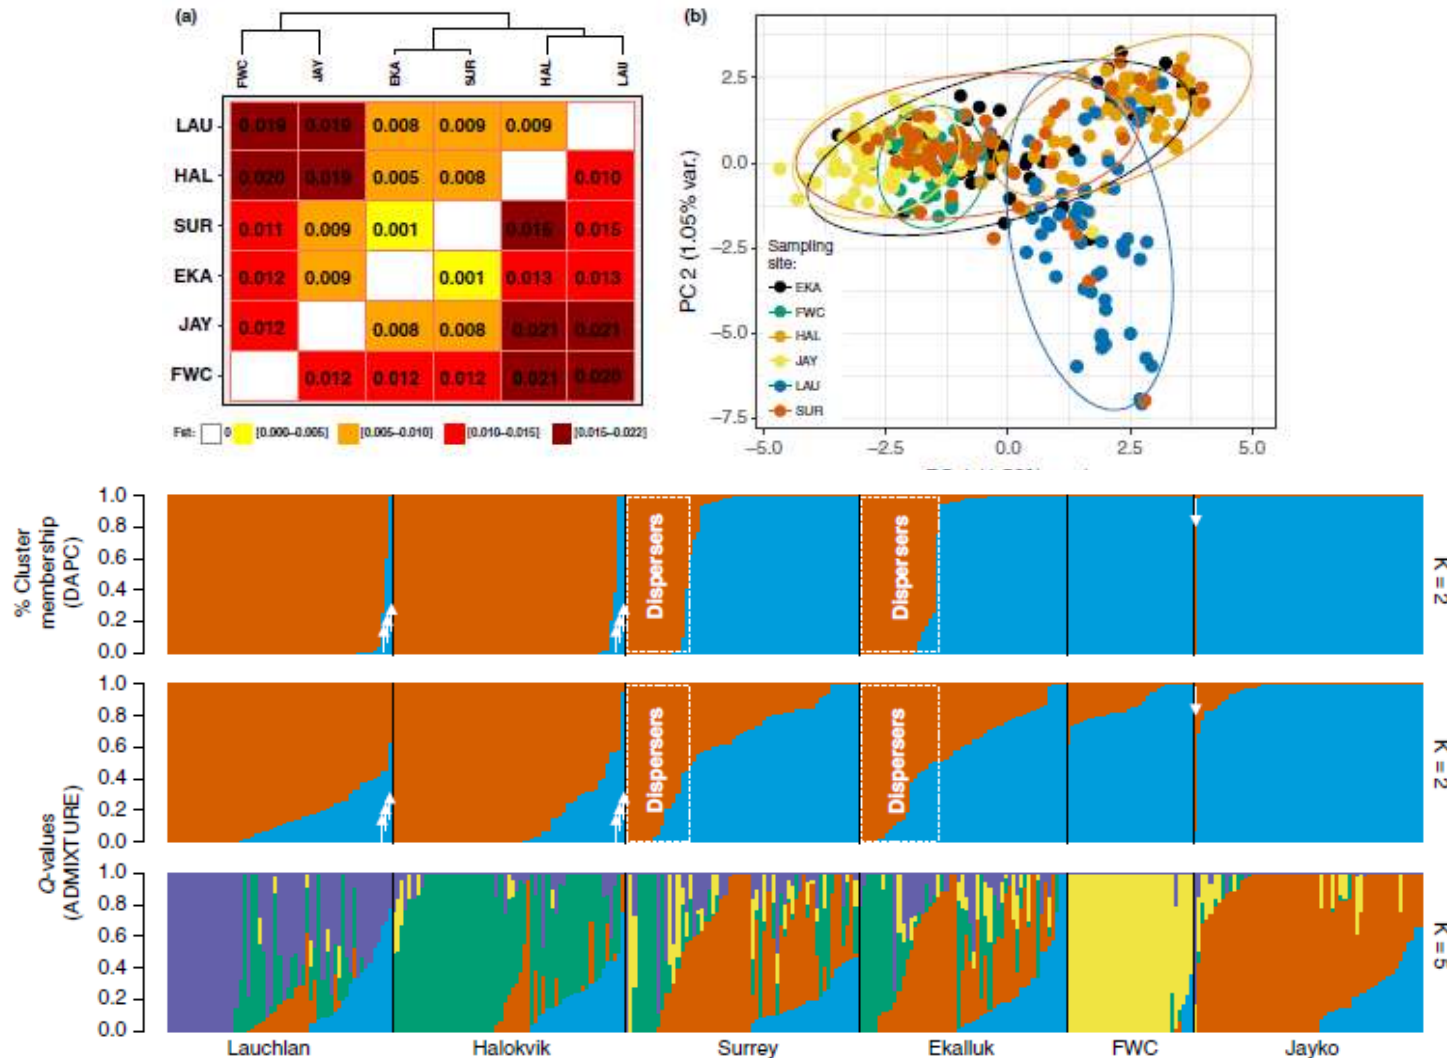 (a)
FWC JAY EKA SUR HAL LAU
LAU 0.019 0.019 0.008 0.009 0.009
HAL 0.020 0.019 0.005 0.008 0.010
SUR 0.011 0.009 0.001 0.015
EKA 0.012 0.009 0.001 0.013 0.013
JAY 0.012 0.008 0.008 0.021 0.021
FWC 0.012 0.012 0.012 0.021 0.020
Fst: 0 [0.000–0.005] [0.005–0.010] [0.010–0.015] [0.015–0.022]
(b)
PC 2 (1.05% var.)
2.5
0.0
−2.5
−5.0
−7.5
Sampling
site:
EKA
FWC
HAL
JAY
LAU
SUR
−5.0 −2.5 0.0 2.5 5.0
% Cluster
membership
(DAPC)
1.0
0.8
0.6
0.4
0.2
0.0
Dispersers
Dispersers
K = 2
Q-values
(ADMIXTURE)
1.0
0.8
0.6
0.4
0.2
0.0
Dispersers
Dispersers
K = 2
1.0
0.8
0.6
0.4
0.2
0.0
K = 5
Lauchlan Halokvik Surrey Ekalluk FWC Jayko